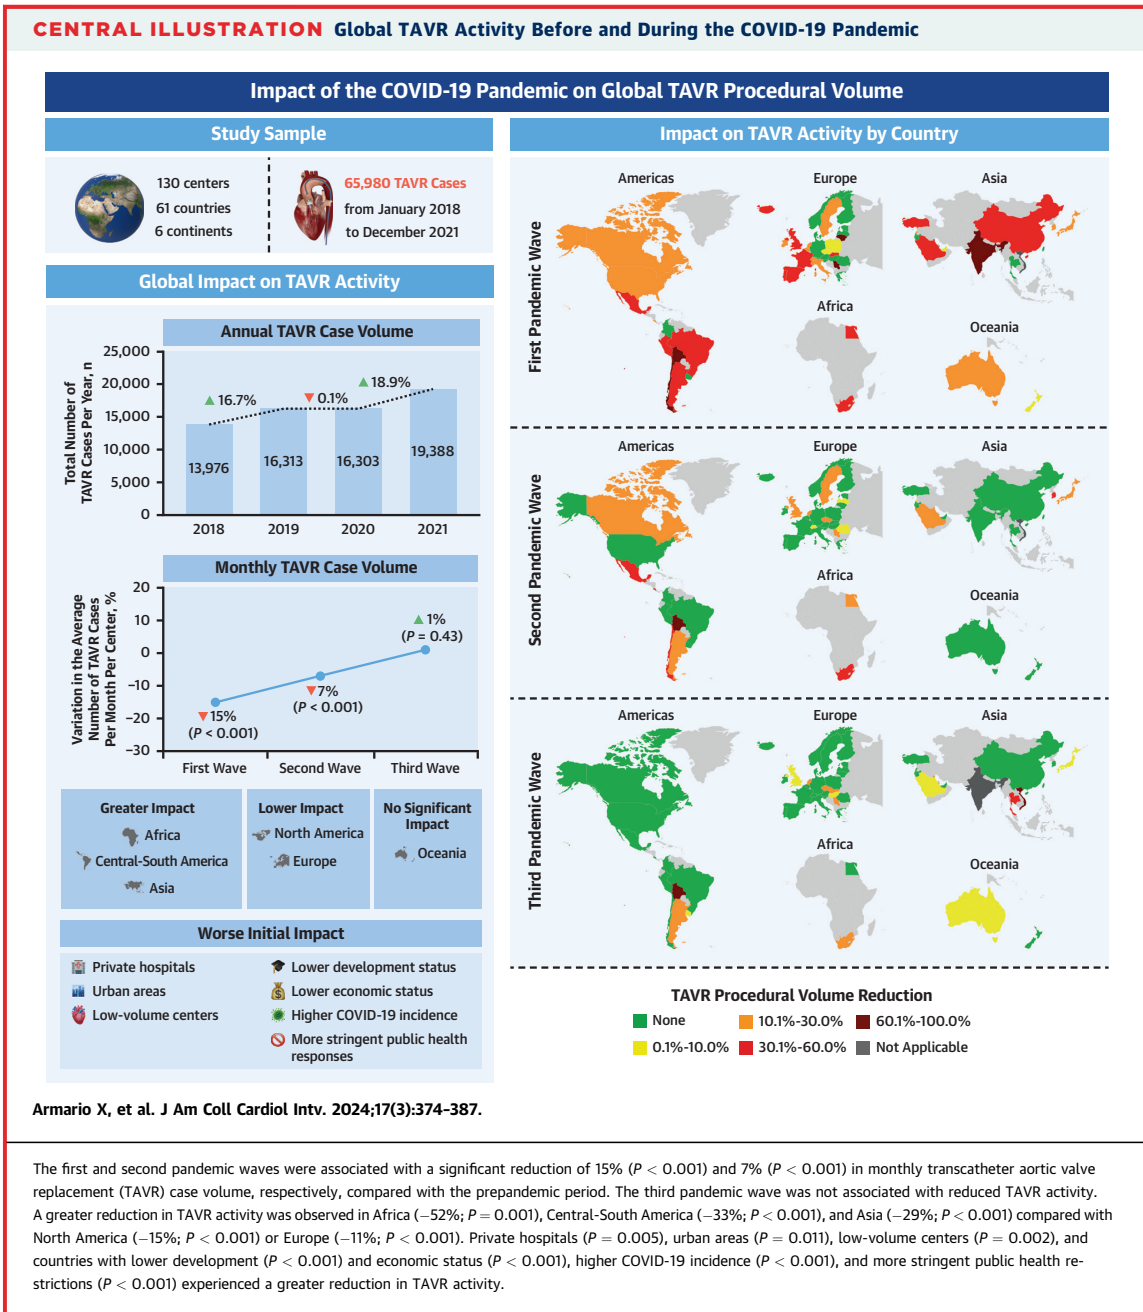 CENTRAL ILLUSTRATION Global TAVR Activity Before and During the COVID-19 Pandemic
Impact of the COVID-19 Pandemic on Global TAVR Procedural Volume
Study Sample
130 centers
61 countries
6 continents
65,980 TAVR Cases
from January 2018
to December 2021
Global Impact on TAVR Activity
Annual TAVR Case Volume
Total Number of
TAVR Cases Per Year, n
25,000
20,000
15,000
10,000
5,000
0
▲ 16.7%
▼ 0.1%
▲ 18.9%
13,976
16,313
16,303
19,388
2018
2019
2020
2021
Monthly TAVR Case Volume
Variation in the Average
Number of TAVR Cases
Per Month Per Center, %
20
10
0
−10
−20
−30
▼ 15%
(P < 0.001)
▼ 7%
(P < 0.001)
▲ 1%
(P = 0.43)
First Wave
Second Wave
Third Wave
Greater Impact
Africa
Central-South America
Asia
Lower Impact
North America
Europe
No Significant
Impact
Oceania
Worse Initial Impact
Private hospitals
Urban areas
Low-volume centers
Lower development status
Lower economic status
Higher COVID-19 incidence
More stringent public health
responses
Impact on TAVR Activity by Country
First Pandemic Wave
Americas
Europe
Asia
Africa
Oceania
Second Pandemic Wave
Americas
Europe
Asia
Africa
Oceania
Third Pandemic Wave
Americas
Europe
Asia
Africa
Oceania
TAVR Procedural Volume Reduction
None
10.1%-30.0%
60.1%-100.0%
0.1%-10.0%
30.1%-60.0%
Not Applicable
Armario X, et al. J Am Coll Cardiol Intv. 2024;17(3):374–387.
The first and second pandemic waves were associated with a significant reduction of 15% (P < 0.001) and 7% (P < 0.001) in monthly transcatheter aortic valve
replacement (TAVR) case volume, respectively, compared with the prepandemic period. The third pandemic wave was not associated with reduced TAVR activity.
A greater reduction in TAVR activity was observed in Africa (−52%; P = 0.001), Central-South America (−33%; P < 0.001), and Asia (−29%; P < 0.001) compared with
North America (−15%; P < 0.001) or Europe (−11%; P < 0.001). Private hospitals (P = 0.005), urban areas (P = 0.011), low-volume centers (P = 0.002), and
countries with lower development (P < 0.001) and economic status (P < 0.001), higher COVID-19 incidence (P < 0.001), and more stringent public health re-
strictions (P < 0.001) experienced a greater reduction in TAVR activity.